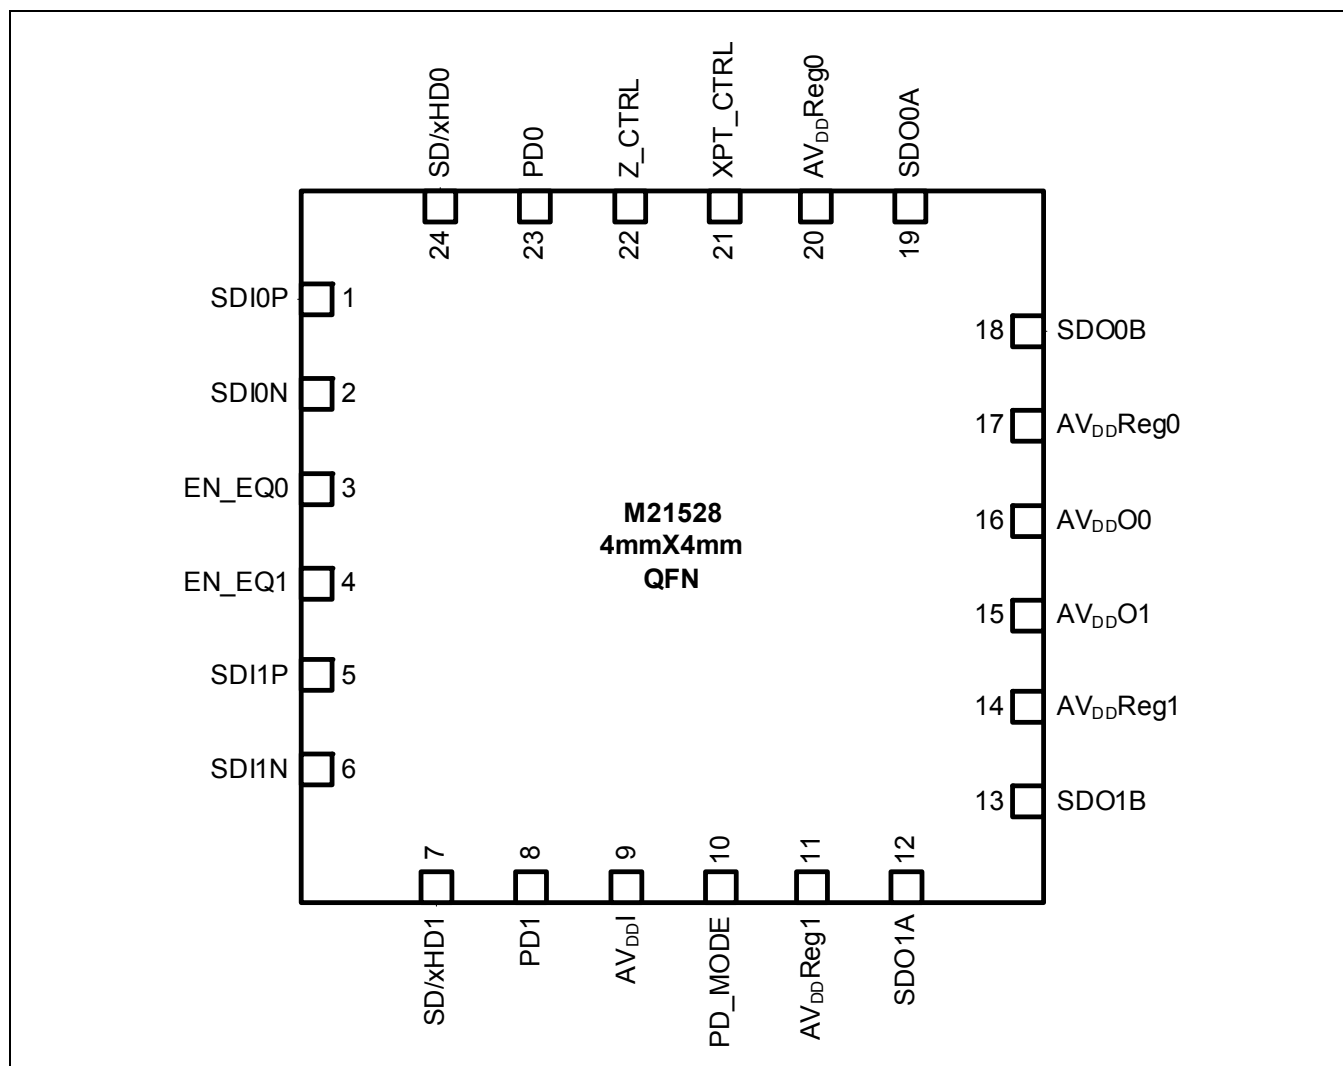 SD/xHD0
PD0
Z_CTRL
XPT_CTRL
AVDDReg0
SDO0A
24
23
22
21
20
19
SDI0P 1
18 SDO0B
SDI0N 2
17 AVDDReg0
EN_EQ0 3
M21528
4mmX4mm
QFN
16 AVDDO0
EN_EQ1 4
15 AVDDO1
SDI1P 5
14 AVDDReg1
SDI1N 6
13 SDO1B
7
8
9
10
11
12
SD/xHD1
PD1
AVDDI
PD_MODE
AVDDReg1
SDO1A